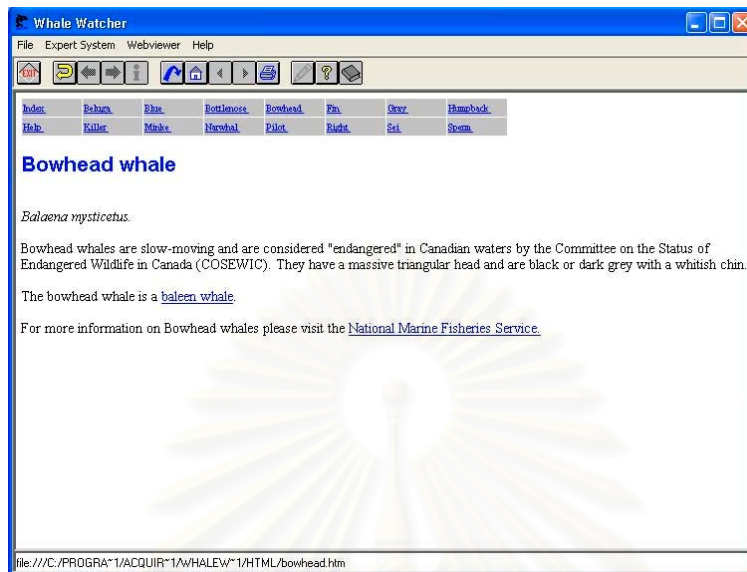 Whale Watcher
File Expert System Webviewer Help
EXIT
Index Beluga Blue Bottlenose Bowhead Fin Gray Humpback
Help Killer Minke Narwhal Pilot Right Sei Sperm
Bowhead whale
Balaena mysticetus.
Bowhead whales are slow-moving and are considered "endangered" in Canadian waters by the Committee on the Status of
Endangered Wildlife in Canada (COSEWIC). They have a massive triangular head and are black or dark grey with a whitish chin.
The bowhead whale is a baleen whale.
For more information on Bowhead whales please visit the National Marine Fisheries Service.
file:///C:/PROGRA~1/ACQUIR~1/WHALEW~1/HTML/bowhead.htm